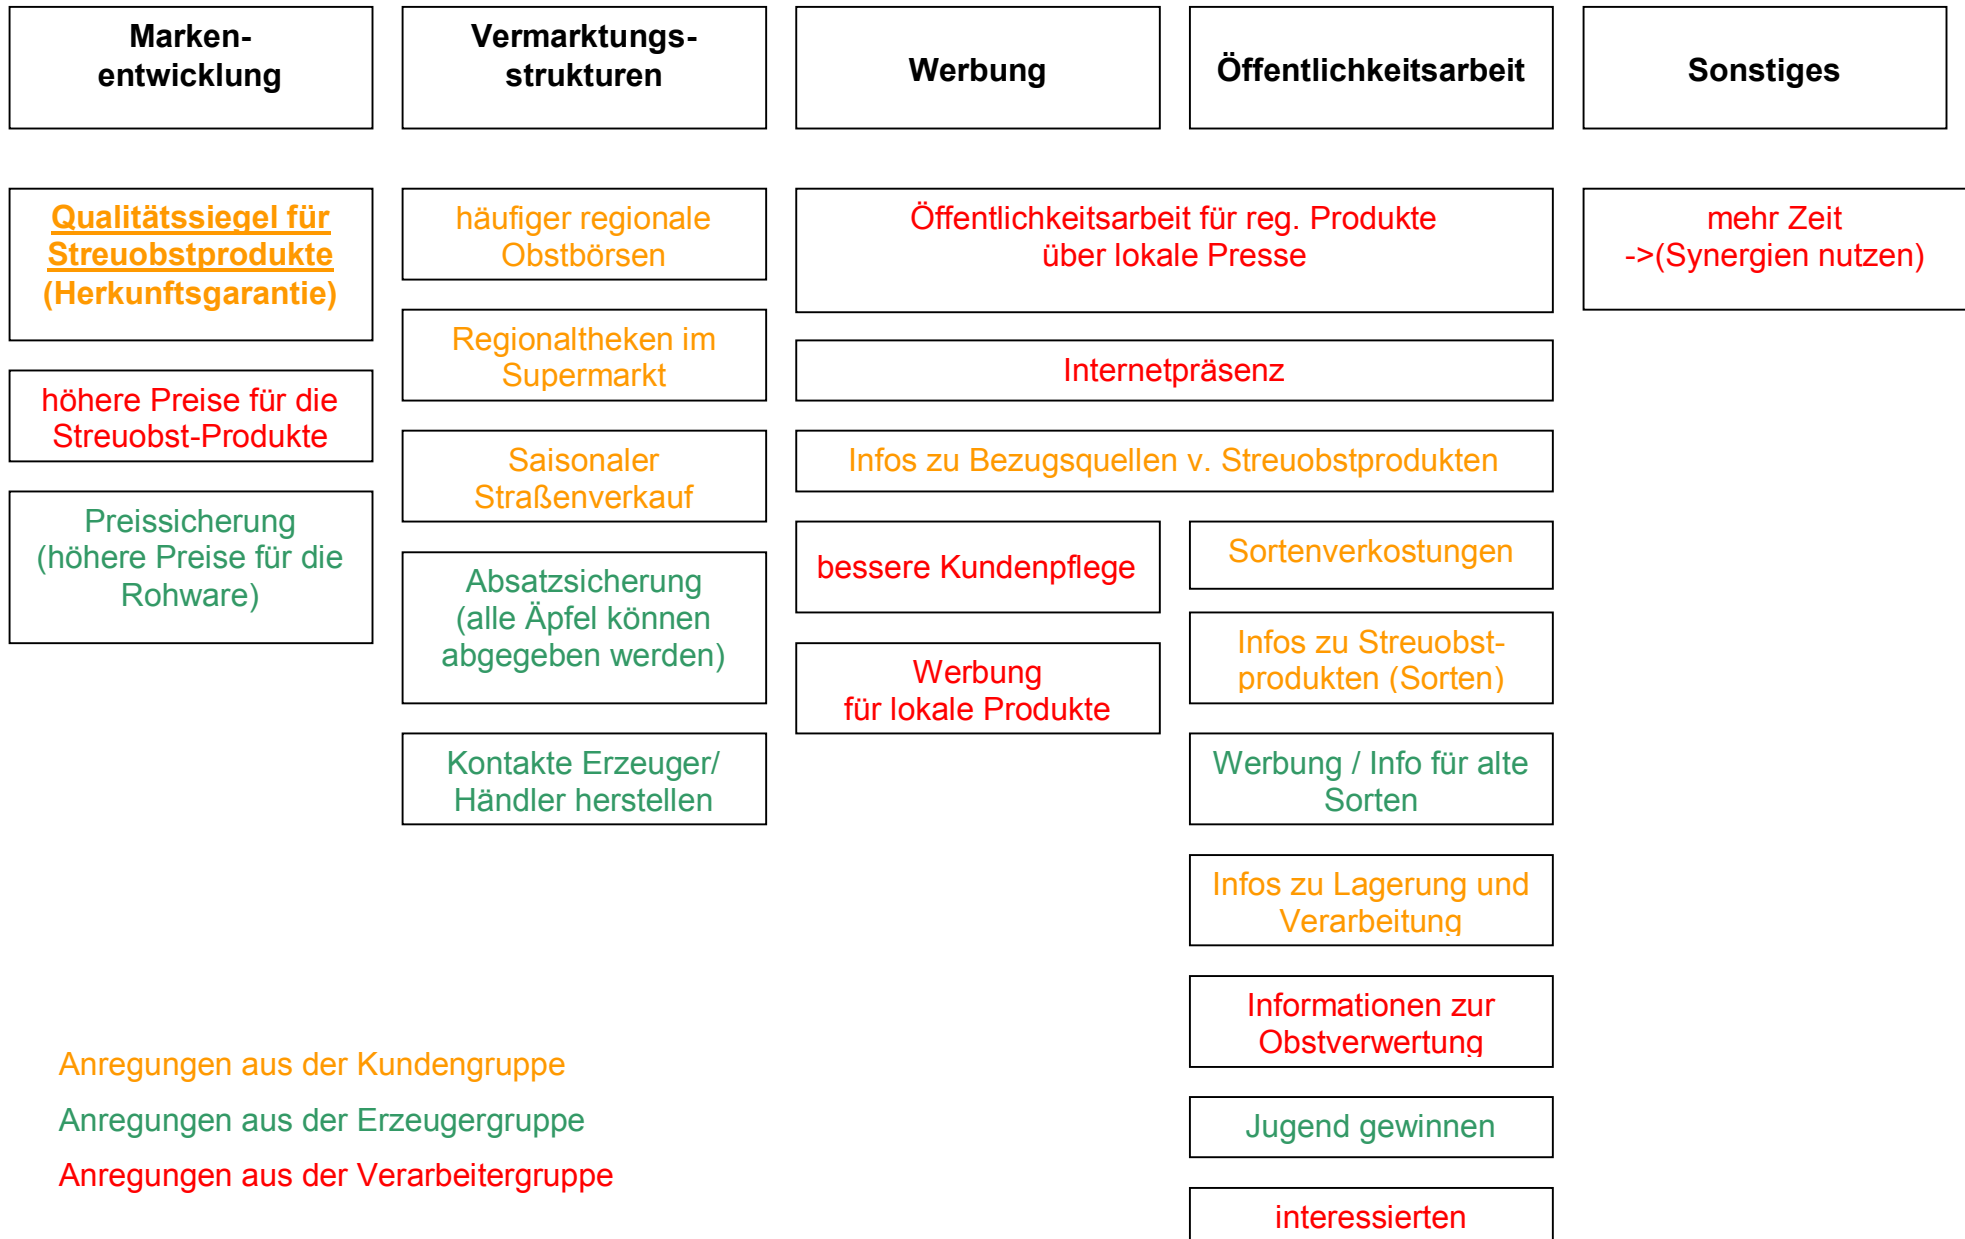 Marken-
entwicklung
Vermarktungs-
strukturen
Werbung
Öffentlichkeitsarbeit
Sonstiges
Qualitätssiegel für
Streuobstprodukte
(Herkunftsgarantie)
höhere Preise für die
Streuobst-Produkte
Preissicherung
(höhere Preise für die
Rohware)
häufiger regionale
Obstbörsen
Regionaltheken im
Supermarkt
Saisonaler
Straßenverkauf
Absatzsicherung
(alle Äpfel können
abgegeben werden)
Kontakte Erzeuger/
Händler herstellen
Öffentlichkeitsarbeit für reg. Produkte
über lokale Presse
Internetpräsenz
Infos zu Bezugsquellen v. Streuobstprodukten
bessere Kundenpflege
Werbung
für lokale Produkte
Sortenverkostungen
Infos zu Streuobst-
produkten (Sorten)
Werbung / Info für alte
Sorten
Infos zu Lagerung und
Verarbeitung
Informationen zur
Obstverwertung
Jugend gewinnen
interessierten
mehr Zeit
->(Synergien nutzen)
Anregungen aus der Kundengruppe
Anregungen aus der Erzeugergruppe
Anregungen aus der Verarbeitergruppe